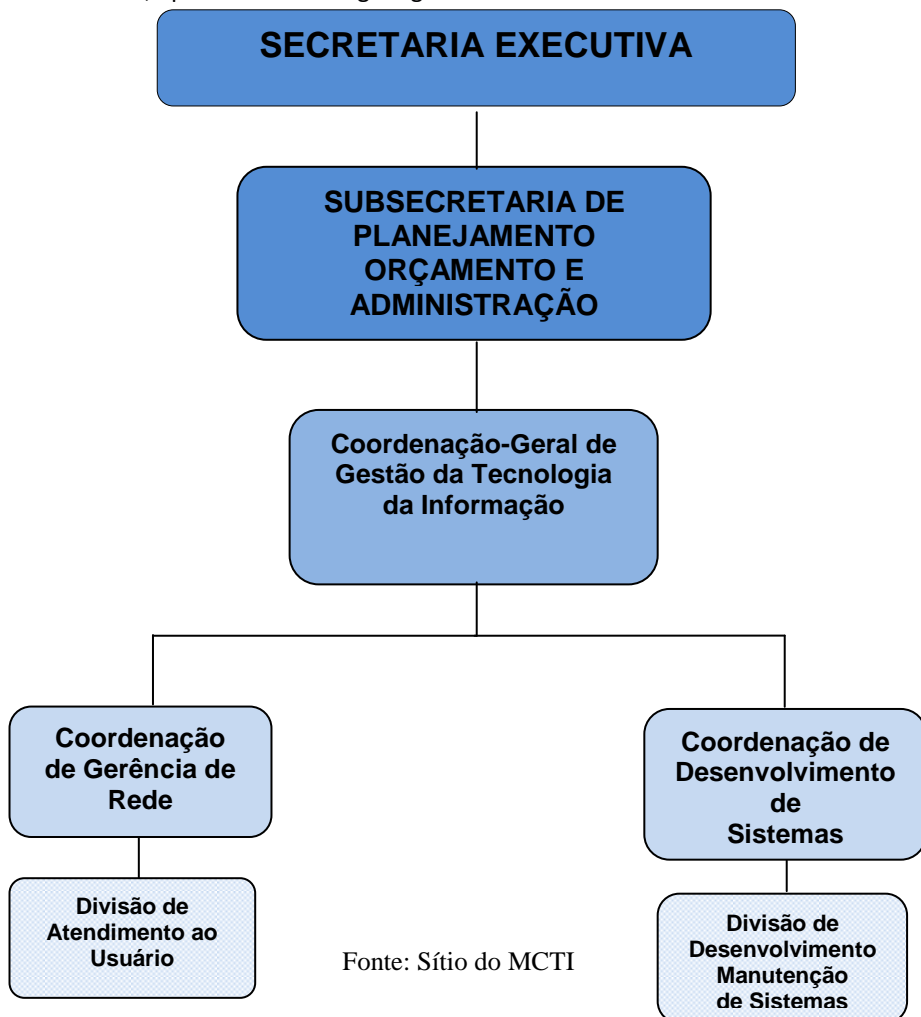 SECRETARIA EXECUTIVA
SUBSECRETARIA DE
PLANEJAMENTO
ORÇAMENTO E
ADMINISTRAÇÃO
Coordenação-Geral de
Gestão da Tecnologia
da Informação
Coordenação
de Gerência de
Rede
Coordenação de
Desenvolvimento
de
Sistemas
Divisão de
Atendimento ao
Usuário
Divisão de
Desenvolvimento
Manutenção
de Sistemas
Fonte: Sítio do MCTI